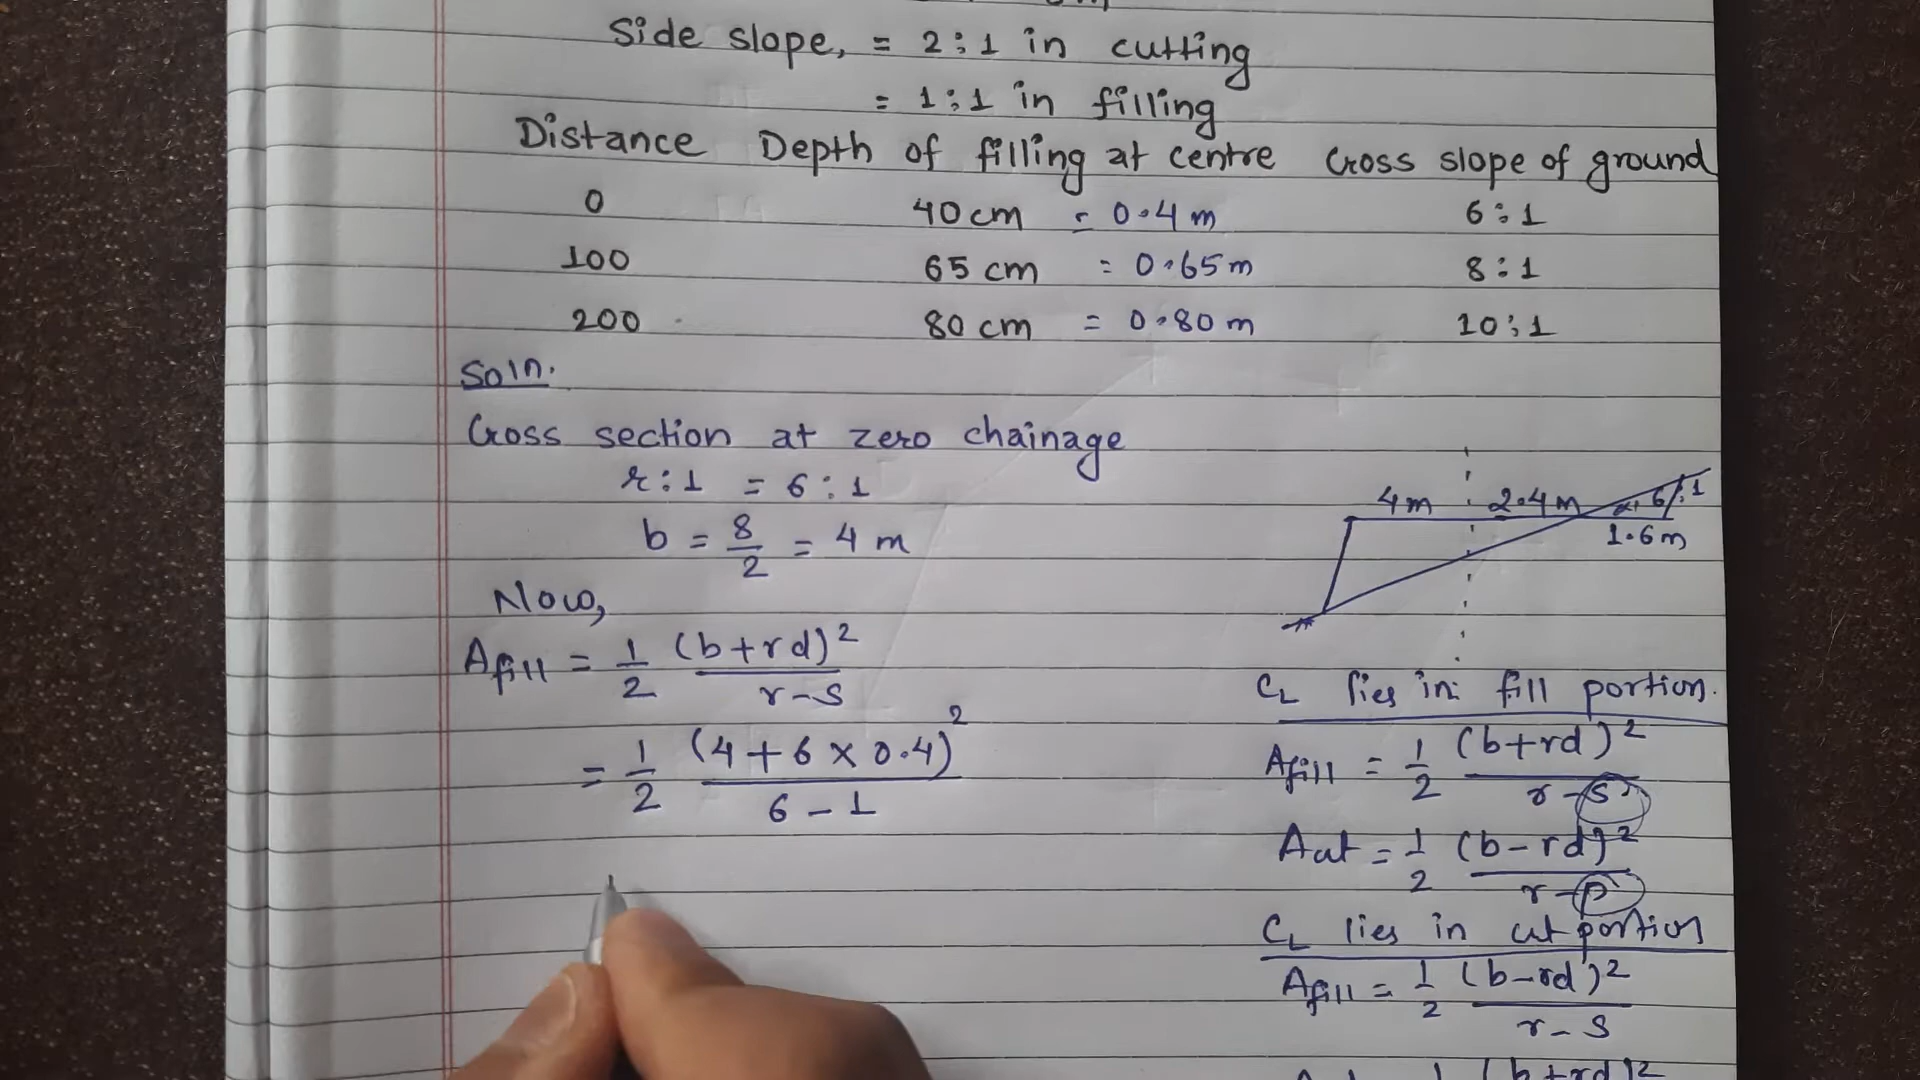 Side slope, = 2:1 in cutting
= 1:1 in filling
Distance Depth of filling at centre Cross slope of ground
0 40 cm = 0.4 m 6:1
100 65 cm = 0.65 m 8:1
200 80 cm = 0.80 m 10:1
Soln.
Cross section at zero chainage
r:1 = 6:1
b = 8/2 = 4 m
Now,
Afill = 1/2 (b+rd)²/r-s
= 1/2 (4+6×0.4)²/6-1
4m 2.4m 6:1
1.6m
CL lies in fill portion.
Afill = 1/2 (b+rd)²/r-s
Acut = 1/2 (b-rd)²/r-p
CL lies in cut portion
Afill = 1/2 (b-rd)²/r-s
1 (b+rd)²